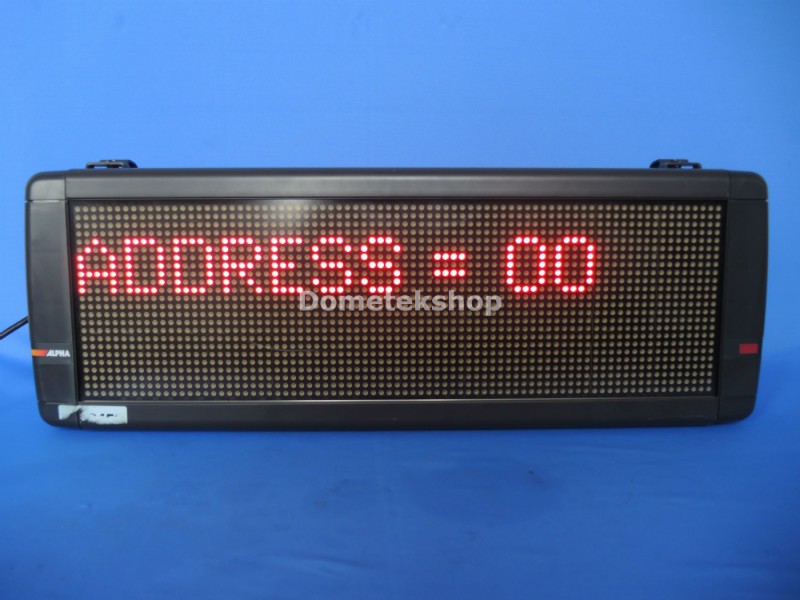 ADDRESS = 00
Dometekshop
ALPHA